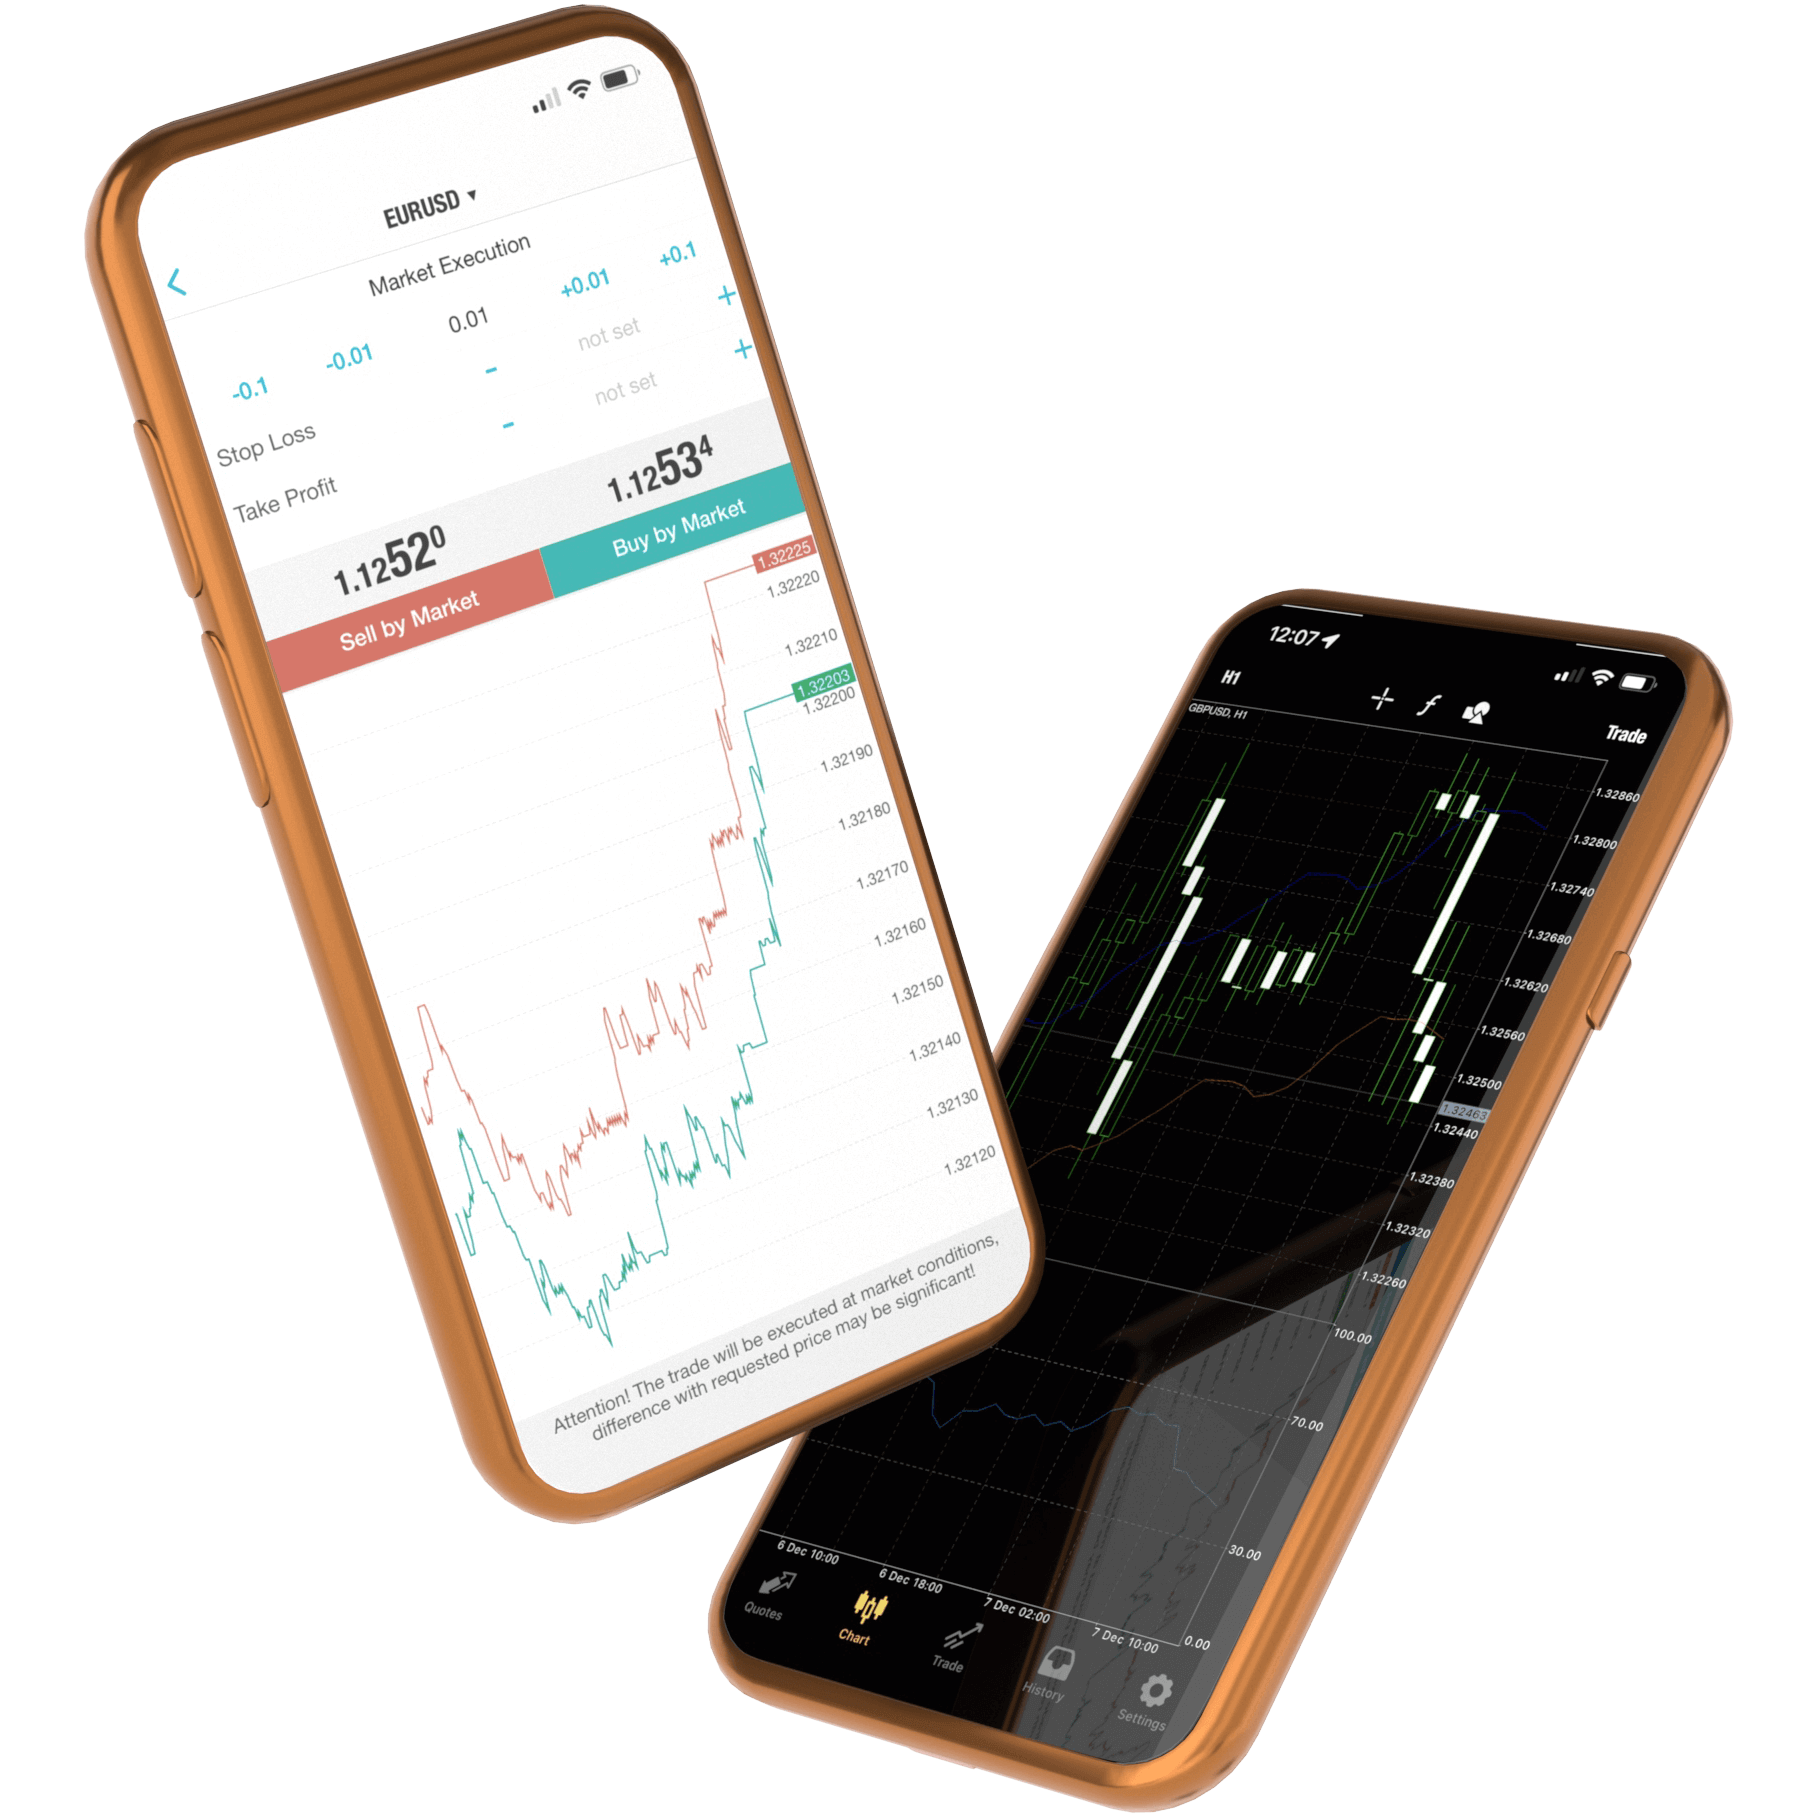 EURUSD ▾
Market Execution
-0.1 -0.01 0.01 +0.01 +0.1
Stop Loss - not set +
Take Profit - not set +
1.12520 1.12534
Sell by Market Buy by Market
1.32225
1.32220
1.32210
1.32203
1.32200
1.32190
1.32180
1.32170
1.32160
1.32150
1.32140
1.32130
1.32120
Attention! The trade will be executed at market conditions,
difference with requested price may be significant!
12:07
H1
Trade
GBPUSD, H1
1.32860
1.32800
1.32740
1.32680
1.32620
1.32560
1.32500
1.32463
1.32440
1.32380
1.32320
1.32260
100.00
70.00
30.00
0.00
6 Dec 10:00 6 Dec 18:00 7 Dec 02:00 7 Dec 10:00
Quotes Chart Trade History Settings